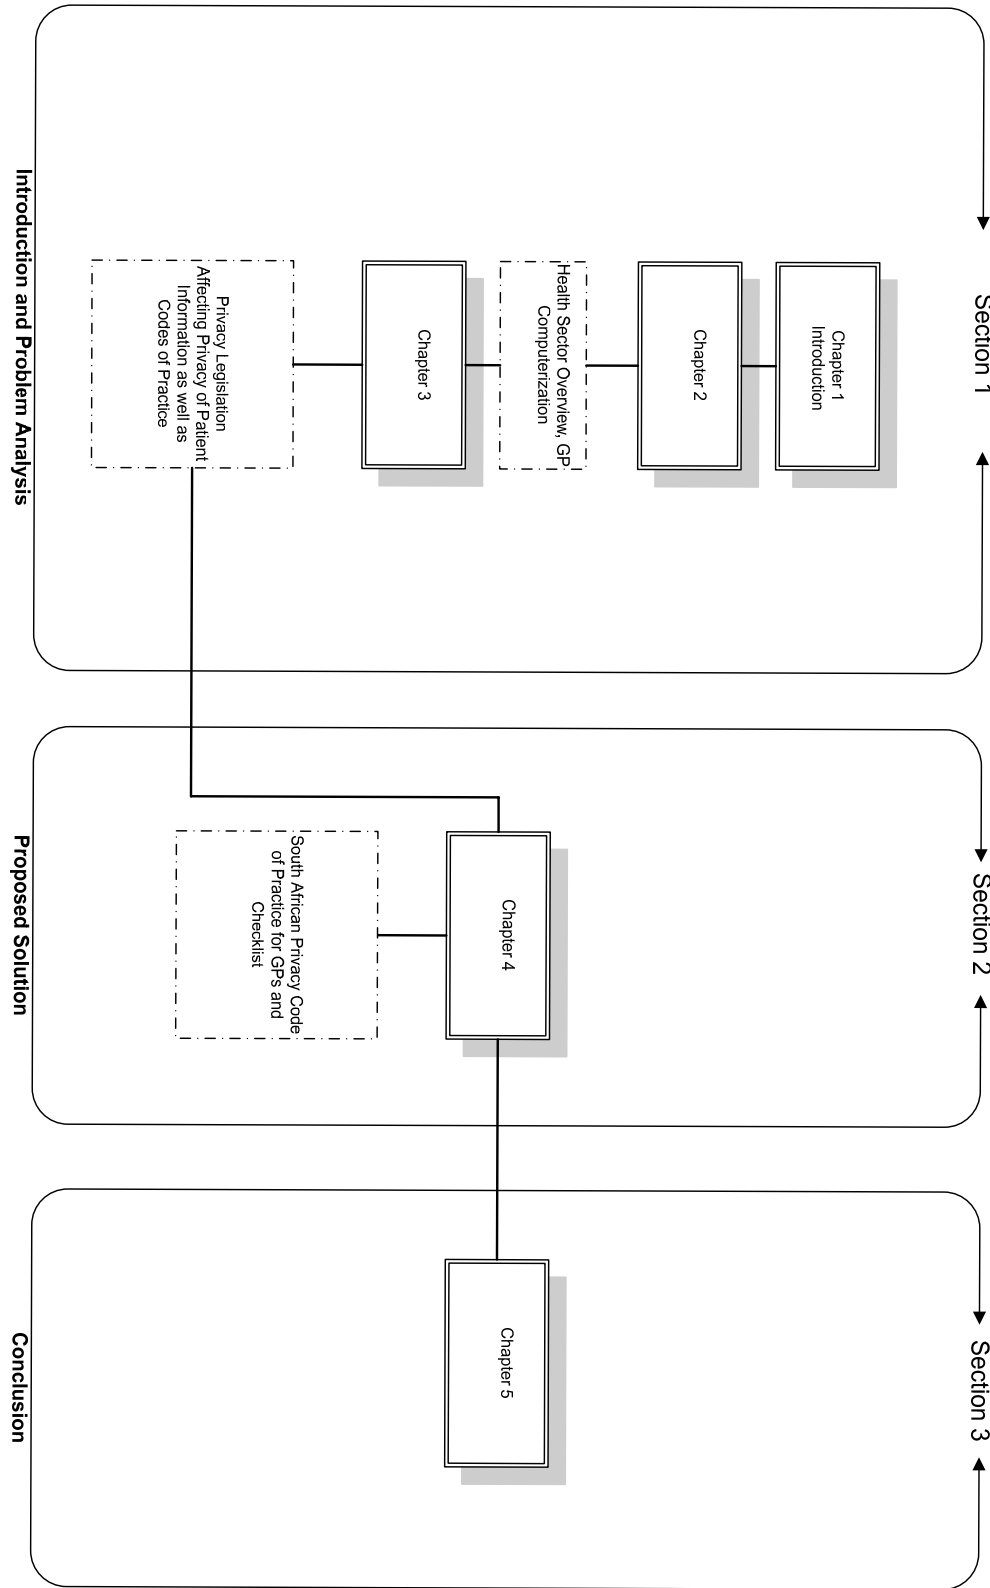 Section 1
Chapter 1
Introduction
Chapter 2
Health Sector Overview, GP
Computerization
Chapter 3
Privacy Legislation
Affecting Privacy of Patient
Information as well as
Codes of Practice
Introduction and Problem Analysis
Section 2
Chapter 4
South African Privacy Code
of Practice for GPs and
Checklist
Proposed Solution
Section 3
Chapter 5
Conclusion